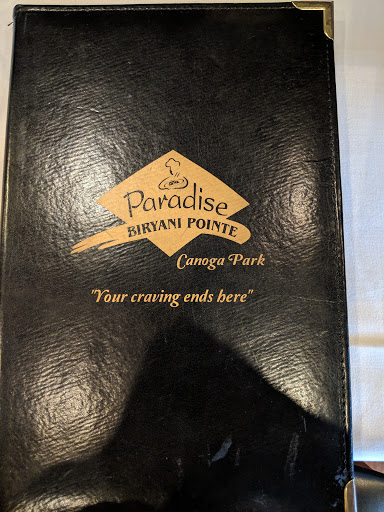 Paradise
BIRYANI POINTE
Canoga Park
"Your craving ends here"